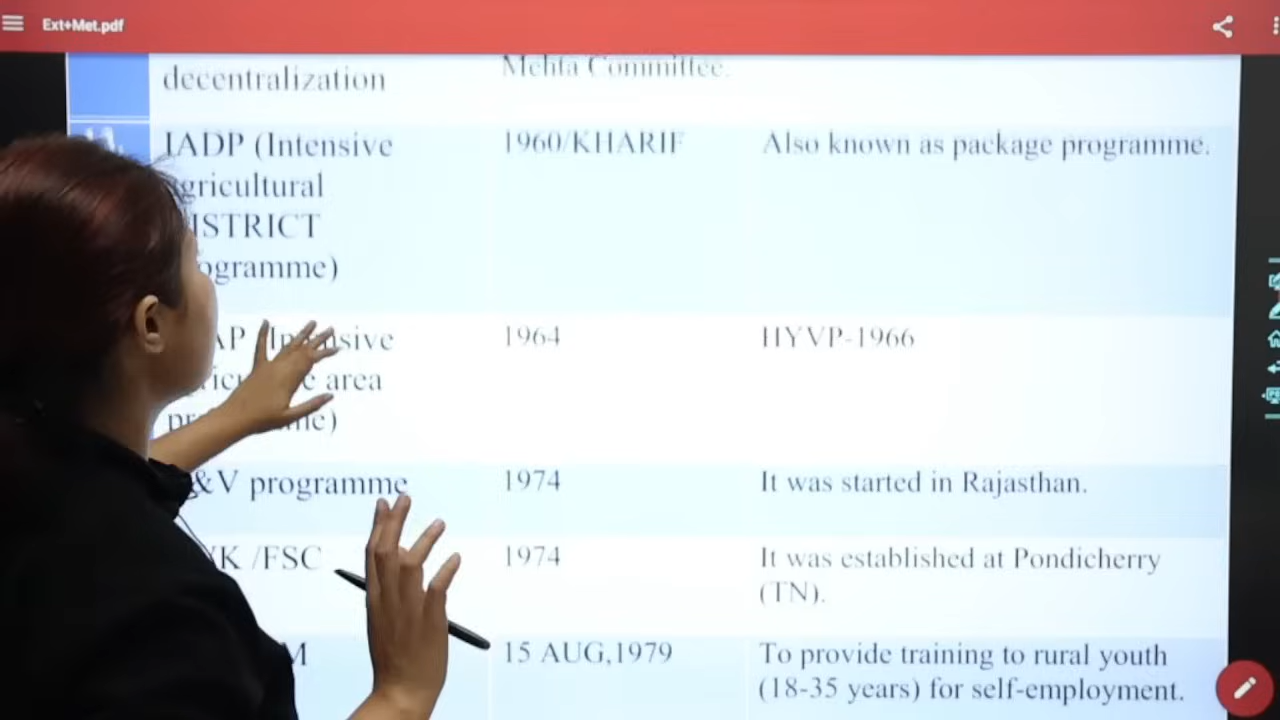 Ext+Met.pdf
decentralization
Mehta Committee.
IADP (Intensive
gricultural
ISTRICT
ogramme)
1960/KHARIF
Also known as package programme.
AP (Intensive
area
1964
HYVP-1966
&V programme
1974
It was started in Rajasthan.
K /FSC
1974
It was established at Pondicherry
(TN).
M
15 AUG,1979
To provide training to rural youth
(18-35 years) for self-employment.